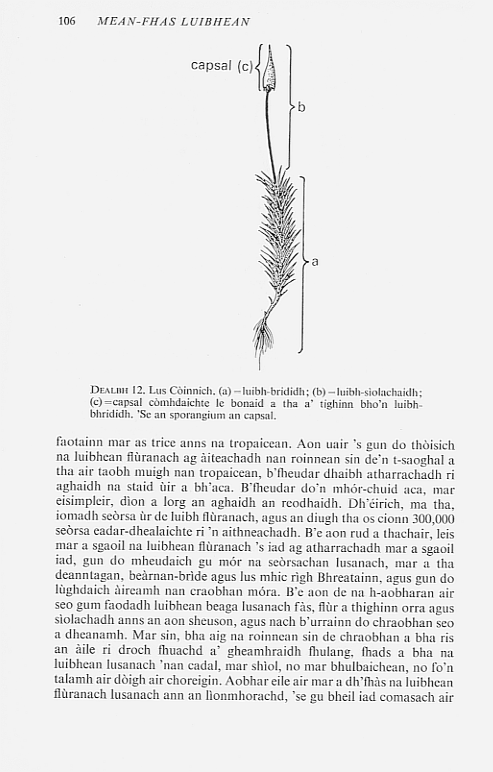 106 MEAN-FHAS LUIBHEAN
capsal (c)
b
a
DEALBH 12. Lus Còinnich. (a) –luibh-brididh; (b) –luibh-sìolachaidh;
(c)=capsal còmhdaichte le bonaid a tha a' tighinn bho'n luibh-
bhrididh. 'Se an sporangium an capsal.
faotainn mar as trice anns na tropaicean. Aon uair 's gun do thòisich
na luibhean flùranach ag àiteachadh nan roinnean sin de'n t-saoghal a
tha air taobh muigh nan tropaicean, b'fheudar dhaibh atharrachadh ri
aghaidh na staid ùir a bh'aca. B'fheudar do'n mhór-chuid aca, mar
eisimpleir, dìon a lorg an aghaidh an reodhaidh. Dh'éirich, ma tha,
iomadh seòrsa ùr de luibh flùranach, agus an diugh tha os cionn 300,000
seòrsa eadar-dhealaichte ri 'n aithneachadh. B'e aon rud a thachair, leis
mar a sgaoil na luibhean flùranach 's iad ag atharrachadh mar a sgaoil
iad, gun do mheudaich gu mór na seòrsachan lusanach, mar a tha
deanntagan, beàrnan-brìde agus lus mhic rìgh Bhreatainn, agus gun do
lùghdaich àireamh nan craobhan móra. B'e aon de na h-aobharan air
seo gum faodadh luibhean beaga lusanach fàs, flùr a thighinn orra agus
sìolachadh anns an aon sheuson, agus nach b'urrainn do chraobhan seo
a dheanamh. Mar sin, bha aig na roinnean sin de chraobhan a bha ris
an àile ri droch fhuachd a' gheamhraidh fhulang, fhads a bha na
luibhean lusanach 'nan cadal, mar shìol, no mar bhulbaichean, no fo'n
talamh air dòigh air choreigin. Aobhar eile air mar a dh'fhàs na luibhean
flùranach lusanach ann an lìonmhorachd, 'se gu bheil iad comasach air